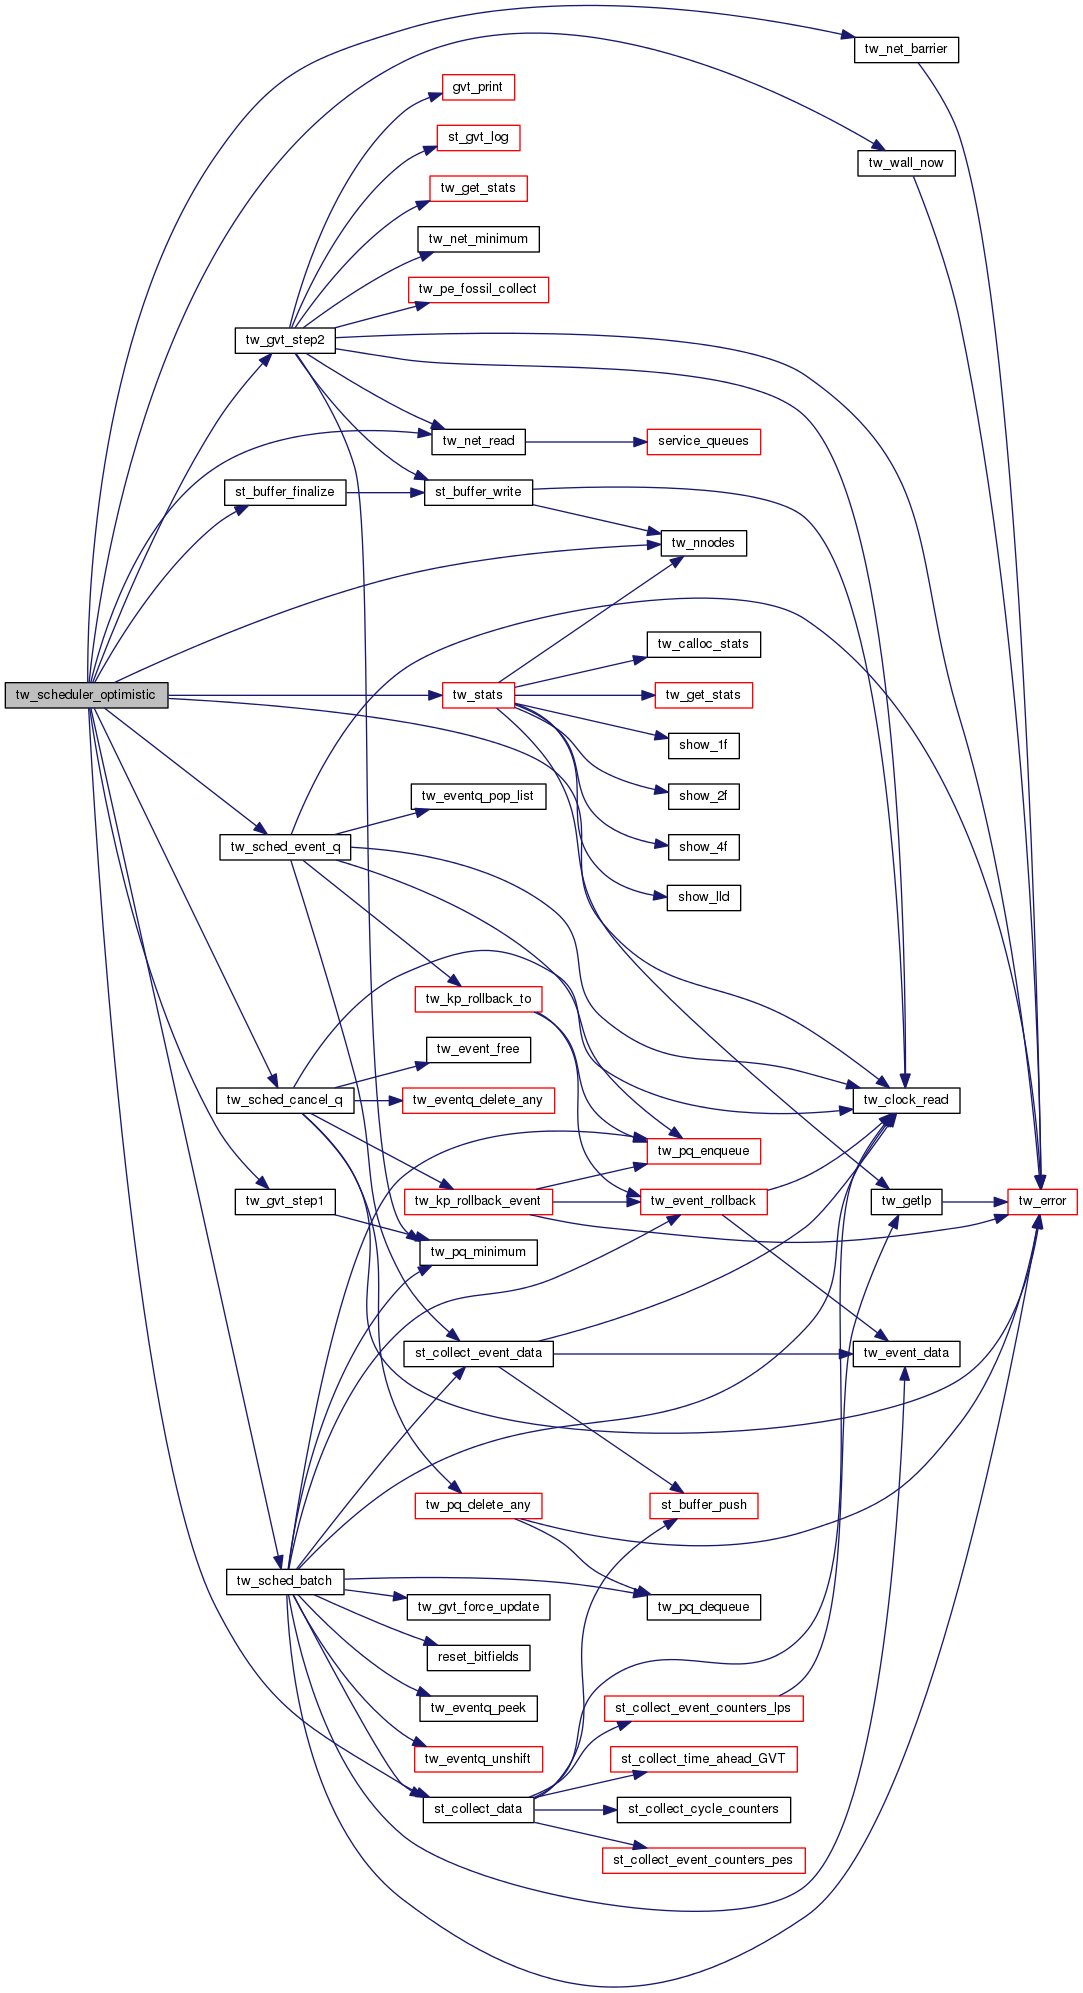 tw_net_barrier
gvt_print
st_gvt_log
tw_wall_now
tw_get_stats
tw_net_minimum
tw_pe_fossil_collect
tw_gvt_step2
tw_net_read
service_queues
st_buffer_finalize
st_buffer_write
tw_nnodes
tw_calloc_stats
tw_scheduler_optimistic
tw_stats
tw_get_stats
show_1f
show_2f
tw_eventq_pop_list
tw_sched_event_q
show_4f
show_lld
tw_kp_rollback_to
tw_event_free
tw_sched_cancel_q
tw_eventq_delete_any
tw_clock_read
tw_pq_enqueue
tw_gvt_step1
tw_kp_rollback_event
tw_event_rollback
tw_getlp
tw_error
tw_pq_minimum
st_collect_event_data
tw_event_data
tw_pq_delete_any
st_buffer_push
tw_sched_batch
tw_gvt_force_update
tw_pq_dequeue
reset_bitfields
tw_eventq_peek
st_collect_event_counters_lps
tw_eventq_unshift
st_collect_time_ahead_GVT
st_collect_data
st_collect_cycle_counters
st_collect_event_counters_pes